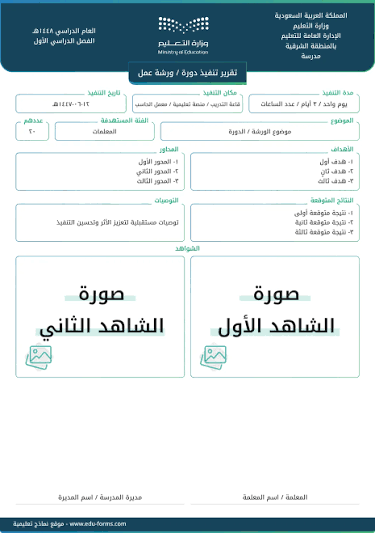 المملكة العربية السعودية
وزارة التعليم
الإدارة العامة للتعليم
بالمنطقة الشرقية
مدرسة
وزارة التعليم
Ministry of Education
العام الدراسي ١٤٤٨هـ
الفصل الدراسي الأول
تقرير تنفيذ دورة / ورشة عمل
مدة التنفيذ
يوم واحد / ٣ أيام / عدد الساعات
مكان التنفيذ
قاعة التدريب / منصة تعليمية / معمل الحاسب
تاريخ التنفيذ
١٢-٠٦-١٤٤٧هـ
الموضوع
موضوع الورشة / الدورة
الفئة المستهدفة
المعلمات
عددهم
٢٠
الأهداف
١- هدف أول
٢- هدف ثانٍ
٣- هدف ثالث
المحاور
١- المحور الأول
٢- المحور الثاني
٣- المحور الثالث
النتائج المتوقعة
١- نتيجة متوقعة أولى
٢- نتيجة متوقعة ثانية
٣- نتيجة متوقعة ثالثة
التوصيات
توصيات مستقبلية لتعزيز الأثر وتحسين التنفيذ
الشواهد
صورة
الشاهد الأول
صورة
الشاهد الثاني
المعلمة / اسم المعلمة
مديرة المدرسة / اسم المديرة
موقع نماذج تعليمية - www.edu-forms.com